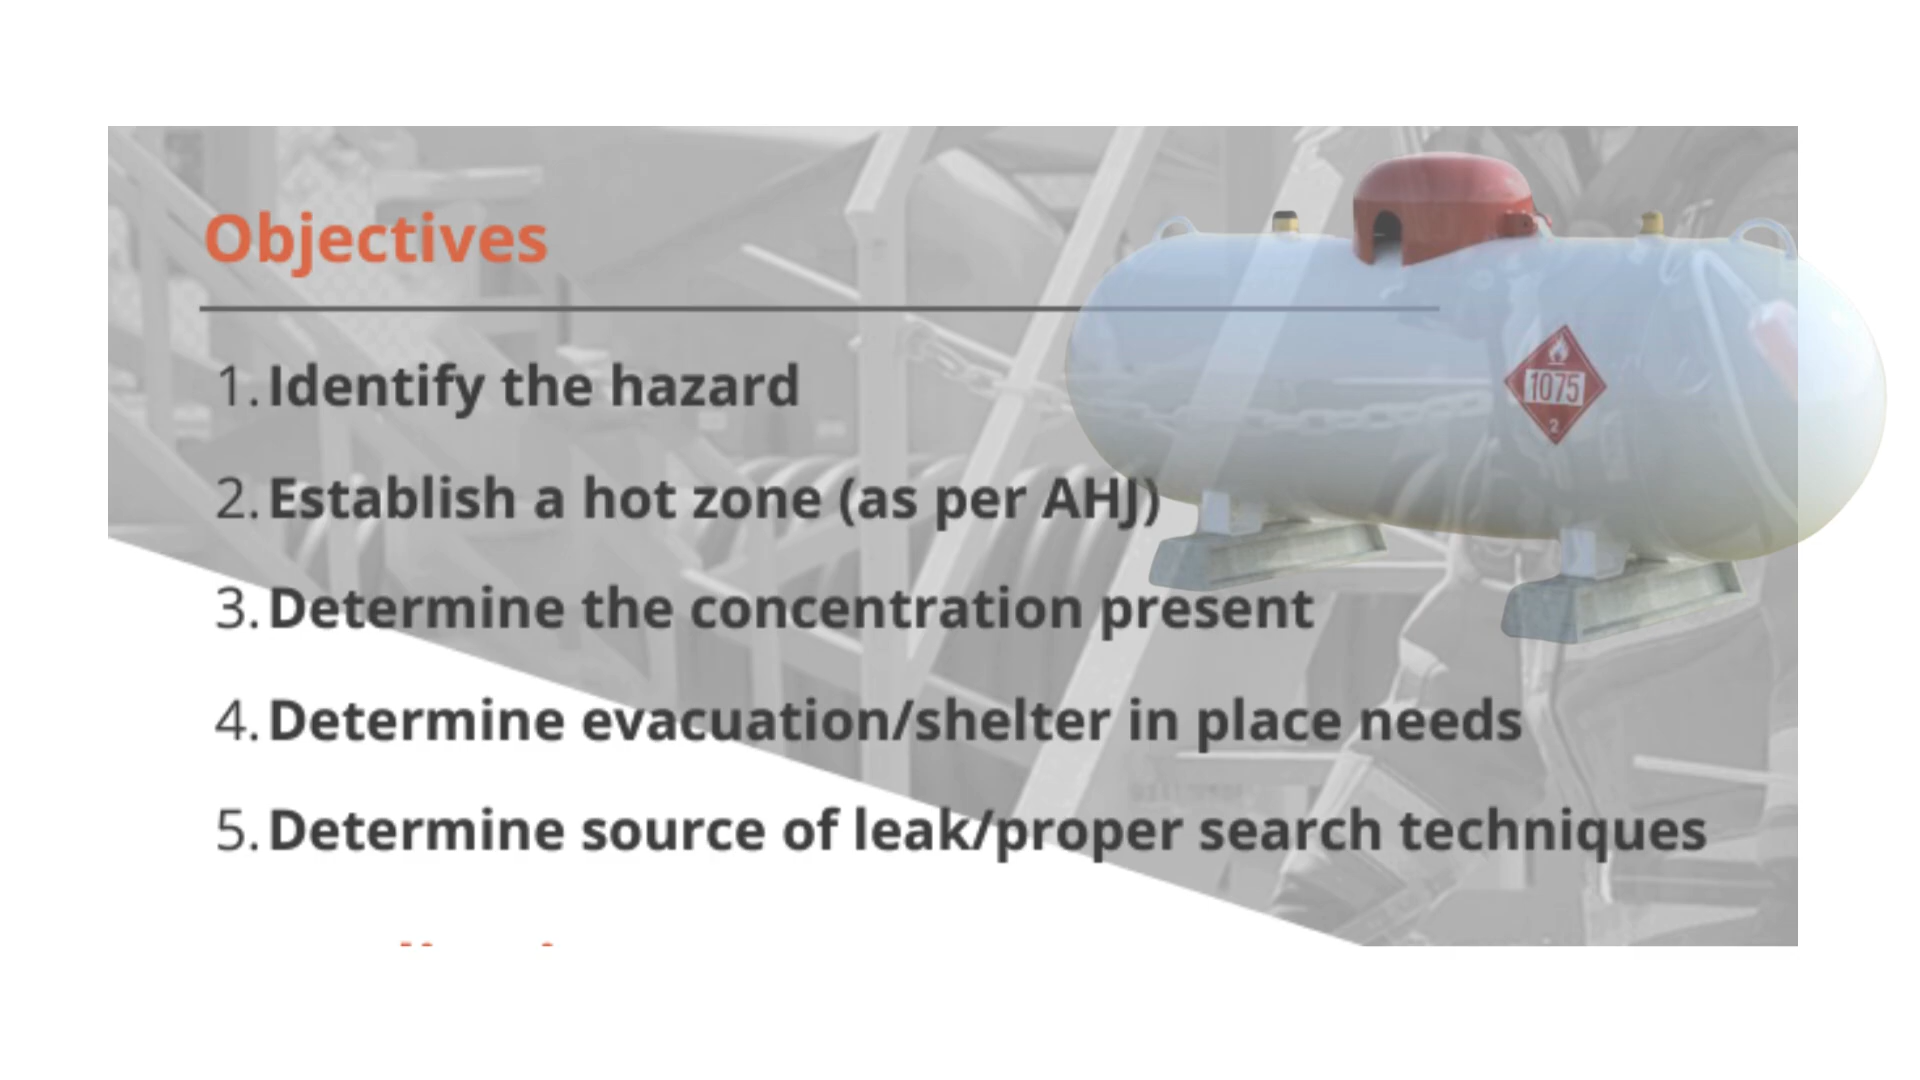 Objectives
1. Identify the hazard
2. Establish a hot zone (as per AHJ)
3. Determine the concentration present
4. Determine evacuation/shelter in place needs
5. Determine source of leak/proper search techniques
1075
2